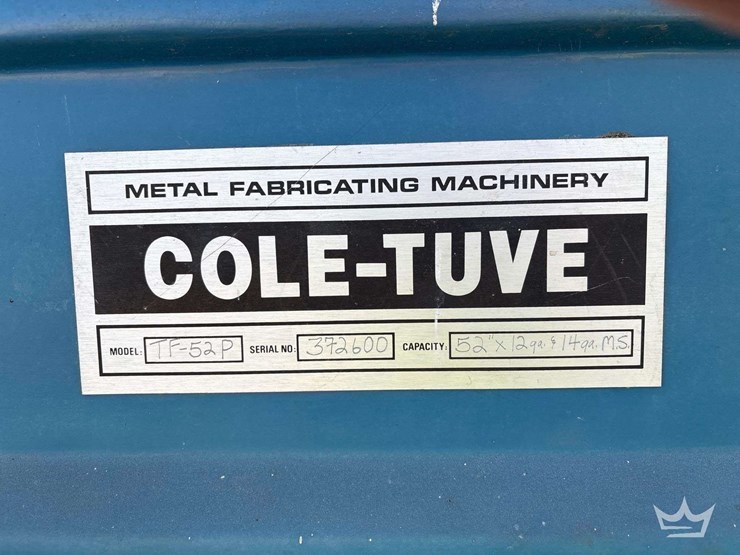 METAL FABRICATING MACHINERY
COLE-TUVE
MODEL: TF-52P SERIAL NO: 372600 CAPACITY: 52" x 12ga. & 14ga. M.S.